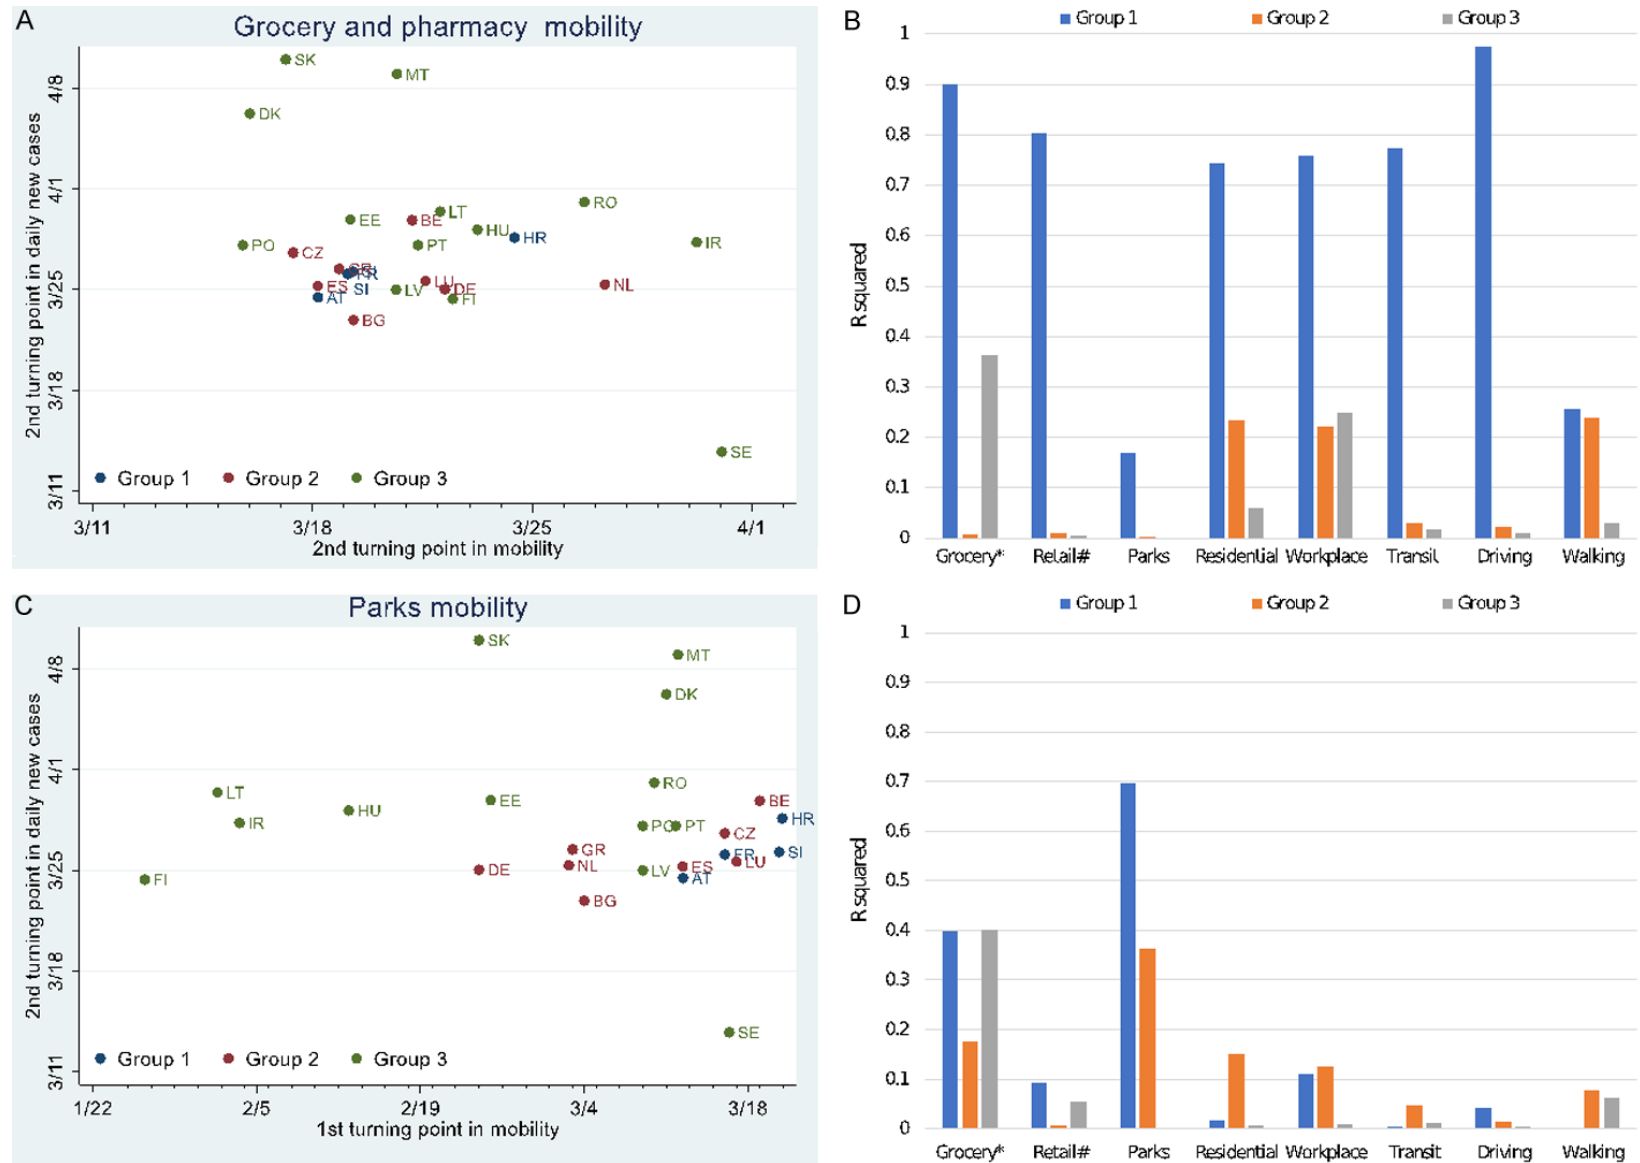 A
Grocery and pharmacy  mobility
2nd turning point in daily new cases
4/8
4/1
3/25
3/18
3/11
SK
MT
DK
RO
LT
BE
EE
HU
HR
IR
PO
PT
CZ
FR
LU
ES
SI
DE
NL
LV
AT
FI
BG
SE
Group 1 Group 2 Group 3
3/11 3/18 3/25 4/1
2nd turning point in mobility
B
Group 1 Group 2 Group 3
R squared
1
0.9
0.8
0.7
0.6
0.5
0.4
0.3
0.2
0.1
0
Grocery* Retail# Parks Residential Workplace Transit Driving Walking
C
Parks mobility
2nd turning point in daily new cases
4/8
4/1
3/25
3/18
3/11
SK
MT
DK
RO
LT
EE
BE
HU
HR
IR
PO
PT
CZ
GR
FR
SI
NL
LU
DE
ES
LV
AT
FI
BG
SE
Group 1 Group 2 Group 3
1/22 2/5 2/19 3/4 3/18
1st turning point in mobility
D
Group 1 Group 2 Group 3
R squared
1
0.9
0.8
0.7
0.6
0.5
0.4
0.3
0.2
0.1
0
Grocery* Retail# Parks Residential Workplace Transit Driving Walking